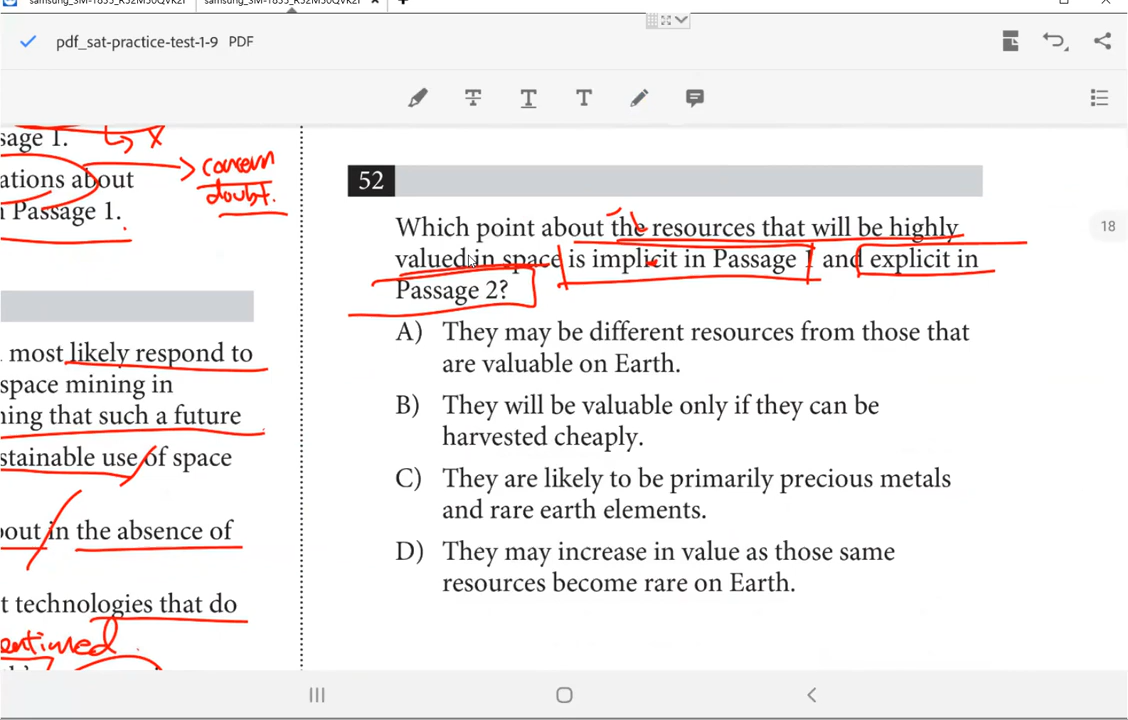 pdf_sat-practice-test-1-9 PDF
sage 1. ↳ X
ations about → concern
doubt.
n Passage 1.
most likely respond to
space mining in
ning that such a future
stainable use of space
out in the absence of
t technologies that do
entioned
52
Which point about the resources that will be highly
valued in space is implicit in Passage 1 and explicit in
Passage 2?
A) They may be different resources from those that
are valuable on Earth.
B) They will be valuable only if they can be
harvested cheaply.
C) They are likely to be primarily precious metals
and rare earth elements.
D) They may increase in value as those same
resources become rare on Earth.
18